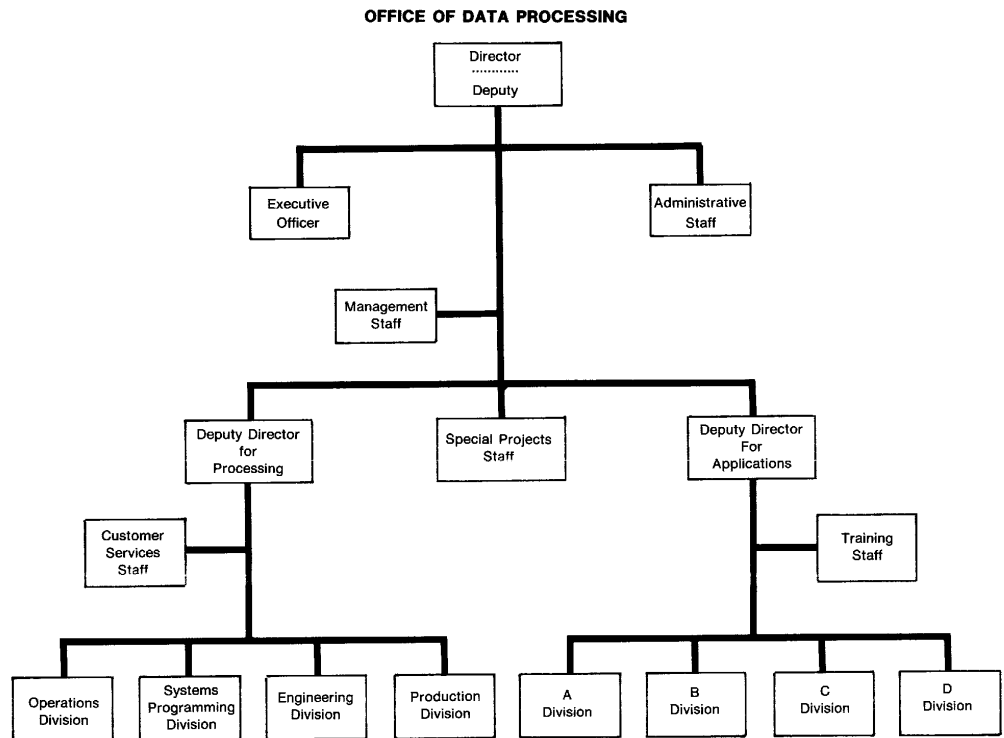 OFFICE OF DATA PROCESSING
Director
Deputy
Executive
Officer
Administrative
Staff
Management
Staff
Deputy Director
for
Processing
Special Projects
Staff
Deputy Director
For
Applications
Customer
Services
Staff
Training
Staff
Operations
Division
Systems
Programming
Division
Engineering
Division
Production
Division
A
Division
B
Division
C
Division
D
Division